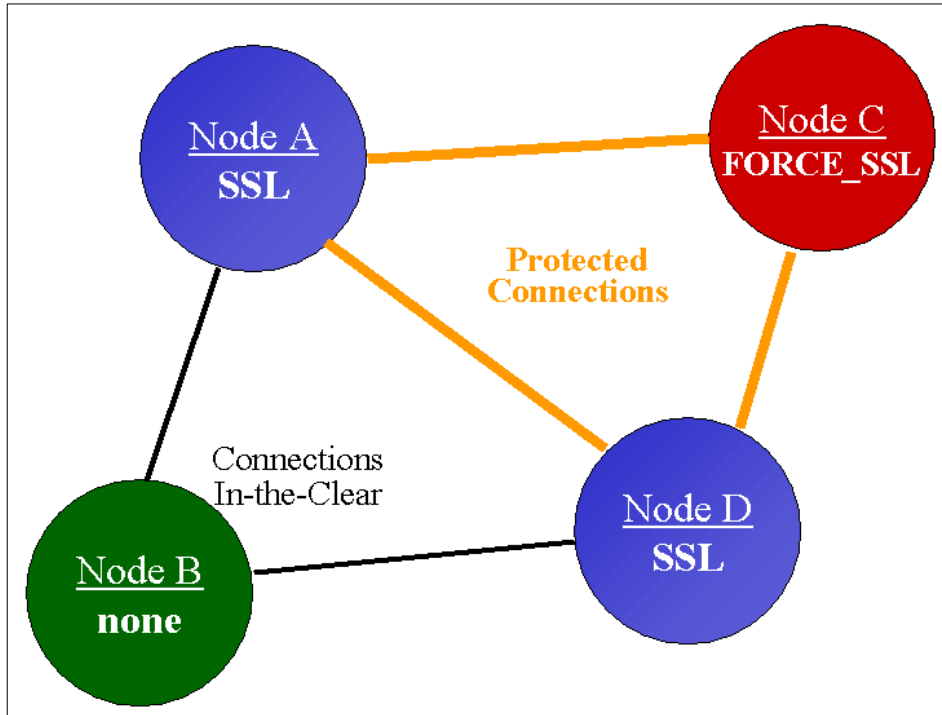 Node A
SSL
Node C
FORCE_SSL
Protected
Connections
Connections
In-the-Clear
Node D
SSL
Node B
none